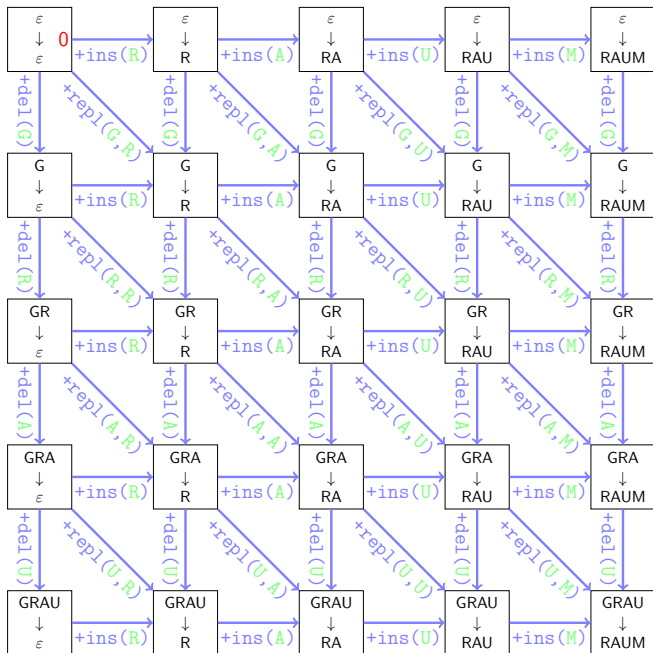 ε ε ε ε ε
↓ 0 ↓ ↓ ↓ ↓
ε +ins(R) R +ins(A) RA +ins(U) RAU +ins(M) RAUM
+del(G) +repl(G,R) +del(G) +repl(G,A) +del(G) +repl(G,U) +del(G) +repl(G,M) +del(G)
G G G G G
↓ ↓ ↓ ↓ ↓
ε +ins(R) R +ins(A) RA +ins(U) RAU +ins(M) RAUM
+del(R) +repl(R,R) +del(R) +repl(R,A) +del(R) +repl(R,U) +del(R) +repl(R,M) +del(R)
GR GR GR GR GR
↓ ↓ ↓ ↓ ↓
ε +ins(R) R +ins(A) RA +ins(U) RAU +ins(M) RAUM
+del(A) +repl(A,R) +del(A) +repl(A,A) +del(A) +repl(A,U) +del(A) +repl(A,M) +del(A)
GRA GRA GRA GRA GRA
↓ ↓ ↓ ↓ ↓
ε +ins(R) R +ins(A) RA +ins(U) RAU +ins(M) RAUM
+del(U) +repl(U,R) +del(U) +repl(U,A) +del(U) +repl(U,U) +del(U) +repl(U,M) +del(U)
GRAU GRAU GRAU GRAU GRAU
↓ ↓ ↓ ↓ ↓
ε +ins(R) R +ins(A) RA +ins(U) RAU +ins(M) RAUM